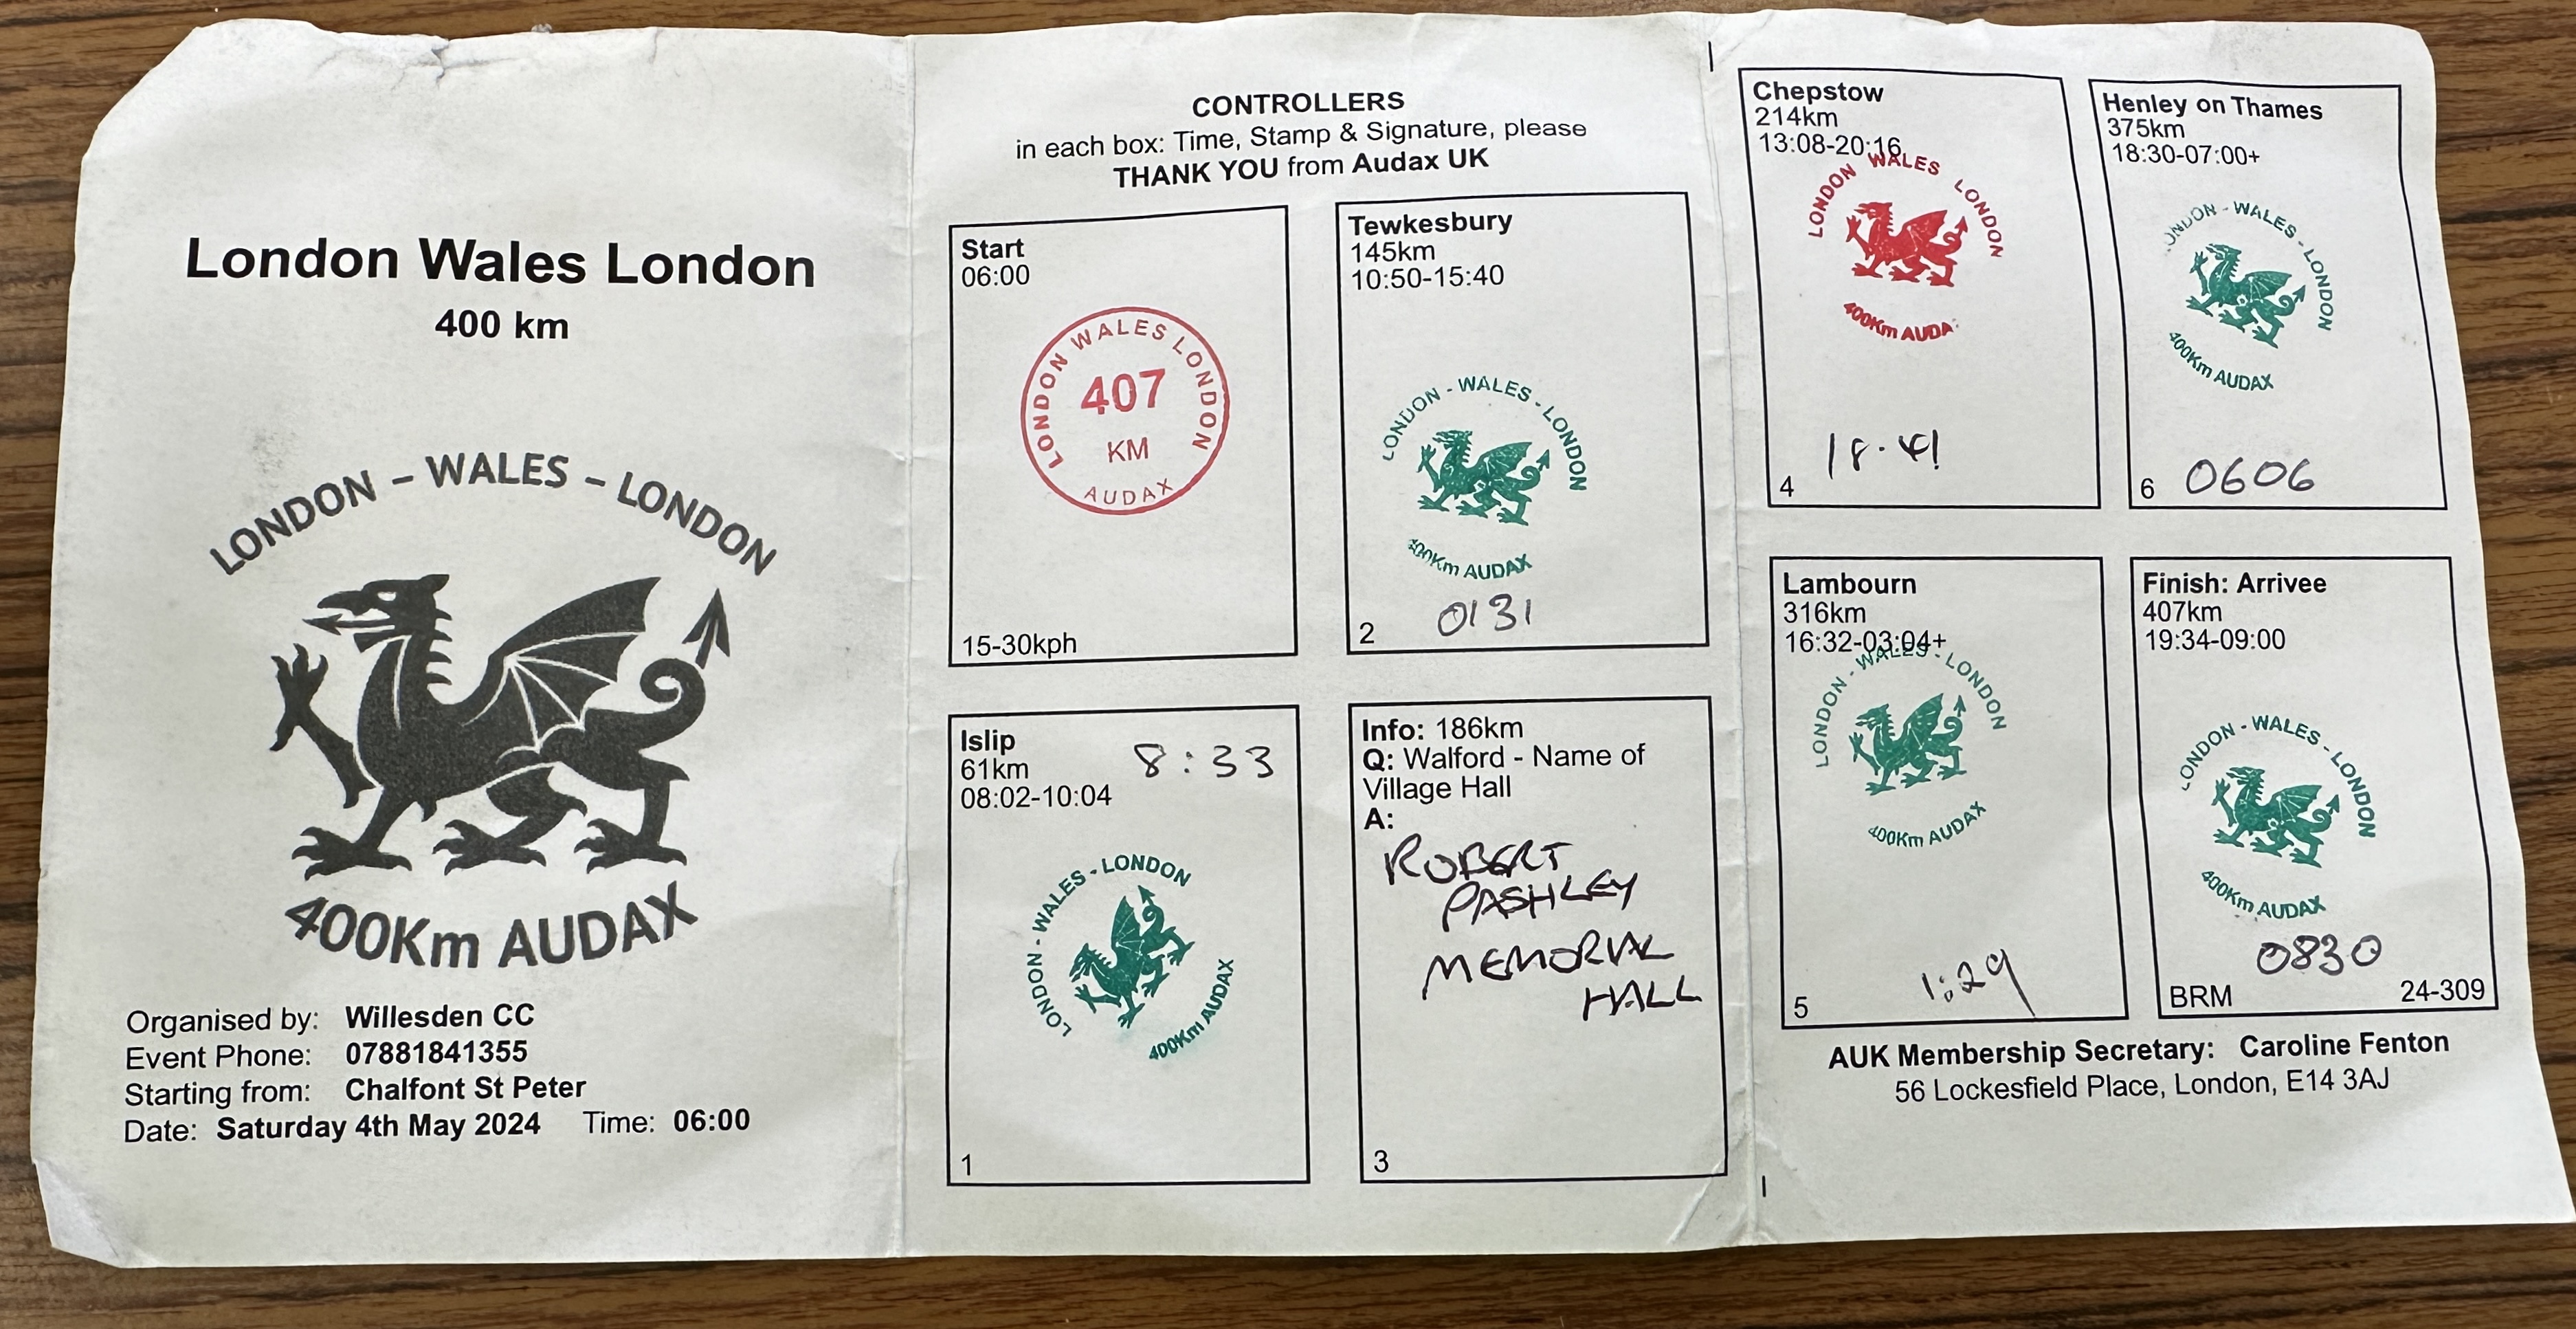 London Wales London
400 km
LONDON – WALES – LONDON
400Km AUDAX
Organised by: Willesden CC
Event Phone: 07881841355
Starting from: Chalfont St Peter
Date: Saturday 4th May 2024 Time: 06:00
CONTROLLERS
in each box: Time, Stamp & Signature, please
THANK YOU from Audax UK
Start
06:00
LONDON WALES LONDON
407
KM
AUDAX
15-30kph
Tewkesbury
145km
10:50-15:40
LONDON - WALES - LONDON
400Km AUDAX
0131
2
Islip
61km
08:02-10:04
8:33
LONDON - WALES - LONDON
400Km AUDAX
1
Info: 186km
Q: Walford - Name of
Village Hall
A:
ROBERT
PASHLEY
MEMORIAL
HALL
3
Chepstow
214km
13:08-20:16
LONDON WALES LONDON
400Km AUDA
18.41
4
Henley on Thames
375km
18:30-07:00+
LONDON - WALES - LONDON
400Km AUDAX
0606
6
Lambourn
316km
16:32-03:04+
LONDON - WALES - LONDON
400Km AUDAX
1:29
5
Finish: Arrivee
407km
19:34-09:00
LONDON - WALES - LONDON
400Km AUDAX
0830
BRM 24-309
AUK Membership Secretary: Caroline Fenton
56 Lockesfield Place, London, E14 3AJ